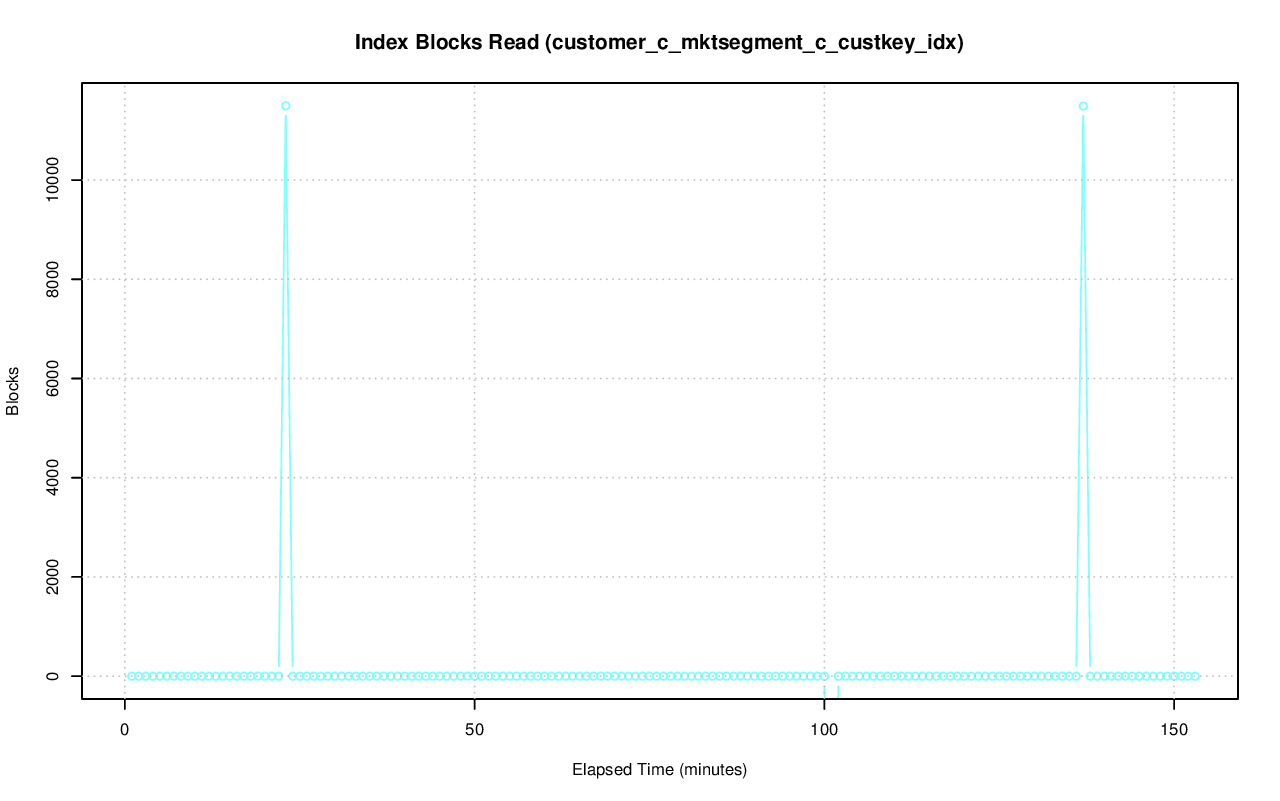 Index Blocks Read (customer_c_mktsegment_c_custkey_idx)
Blocks
10000
8000
6000
4000
2000
0
0 50 100 150
Elapsed Time (minutes)